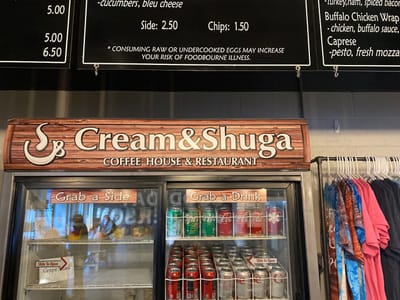 5.00
5.00
6.50
-cucumbers, bleu cheese
Side: 2.50 Chips: 1.50
* CONSUMING RAW OR UNDERCOOKED EGGS MAY INCREASE
YOUR RISK OF FOODBOURNE ILLNESS.
-turkey, ham, spiced bacon
Buffalo Chicken Wrap
-chicken, buffalo sauce,
Caprese
-pesto, fresh mozza
Cream&Shuga
COFFEE HOUSE & RESTAURANT
Grab-a-Side
Grab-a-Drink